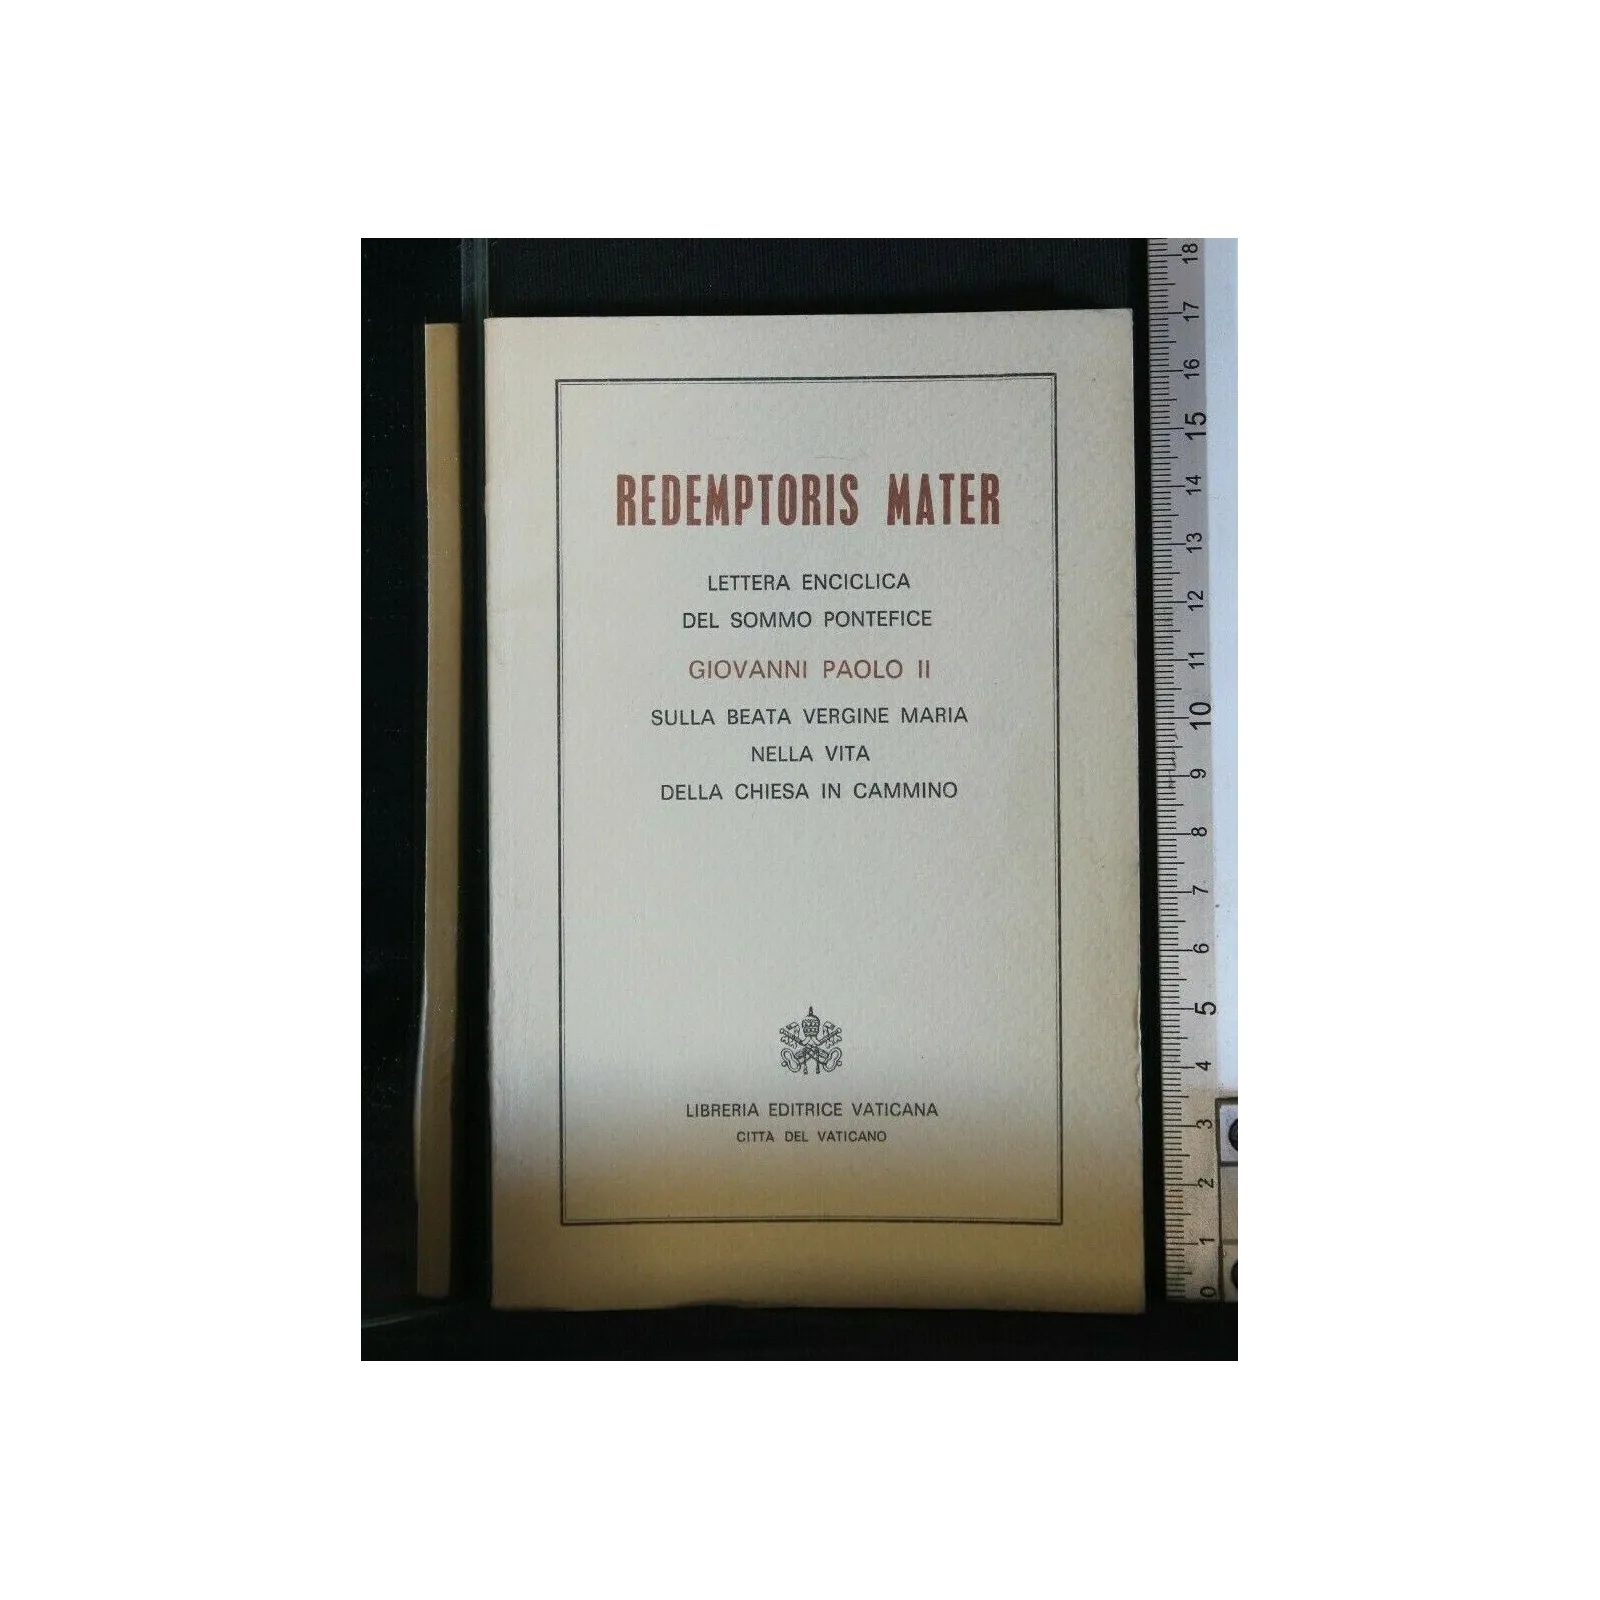 REDEMPTORIS MATER
LETTERA ENCICLICA
DEL SOMMO PONTEFICE
GIOVANNI PAOLO II
SULLA BEATA VERGINE MARIA
NELLA VITA
DELLA CHIESA IN CAMMINO
LIBRERIA EDITRICE VATICANA
CITTÀ DEL VATICANO
18
17
16
15
14
13
12
11
10
9
8
7
6
5
4
3
2
1
0